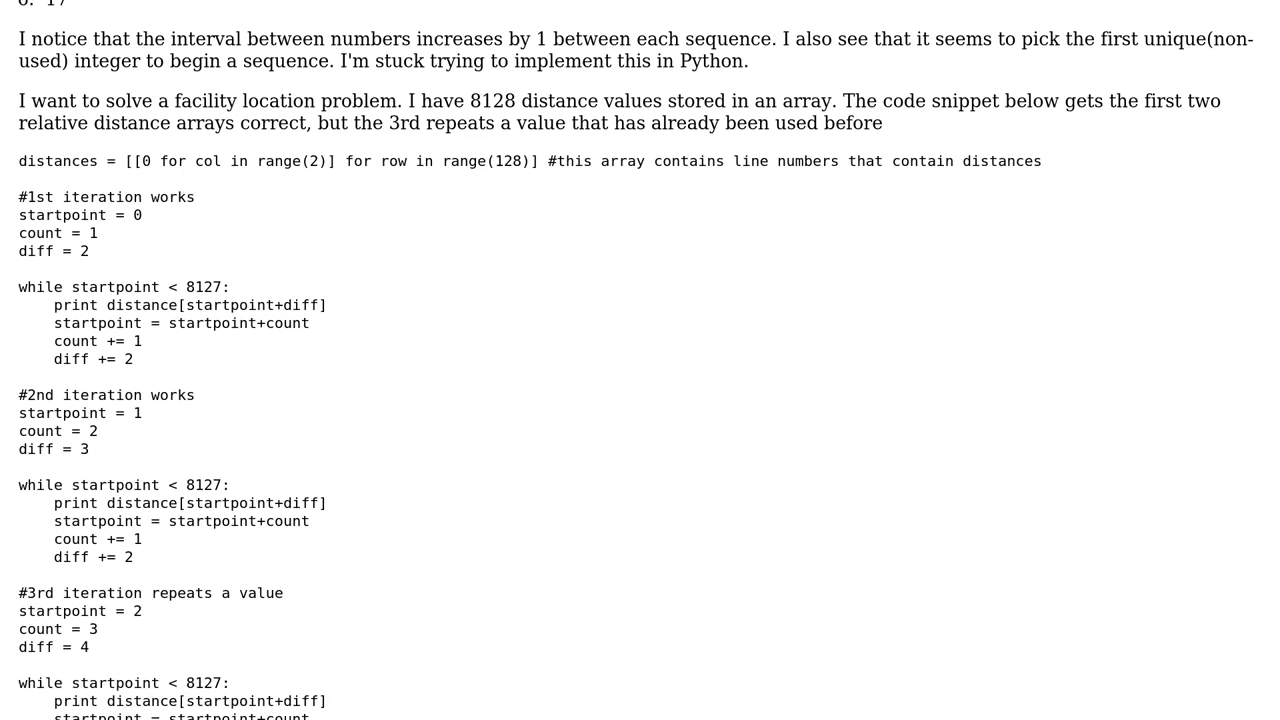 I notice that the interval between numbers increases by 1 between each sequence. I also see that it seems to pick the first unique(non-
used) integer to begin a sequence. I'm stuck trying to implement this in Python.
I want to solve a facility location problem. I have 8128 distance values stored in an array. The code snippet below gets the first two
relative distance arrays correct, but the 3rd repeats a value that has already been used before
distances = [[0 for col in range(2)] for row in range(128)] #this array contains line numbers that contain distances
#1st iteration works
startpoint = 0
count = 1
diff = 2
while startpoint < 8127:
    print distance[startpoint+diff]
    startpoint = startpoint+count
    count += 1
    diff += 2
#2nd iteration works
startpoint = 1
count = 2
diff = 3
while startpoint < 8127:
    print distance[startpoint+diff]
    startpoint = startpoint+count
    count += 1
    diff += 2
#3rd iteration repeats a value
startpoint = 2
count = 3
diff = 4
while startpoint < 8127:
    print distance[startpoint+diff]
    startpoint = startpoint+count